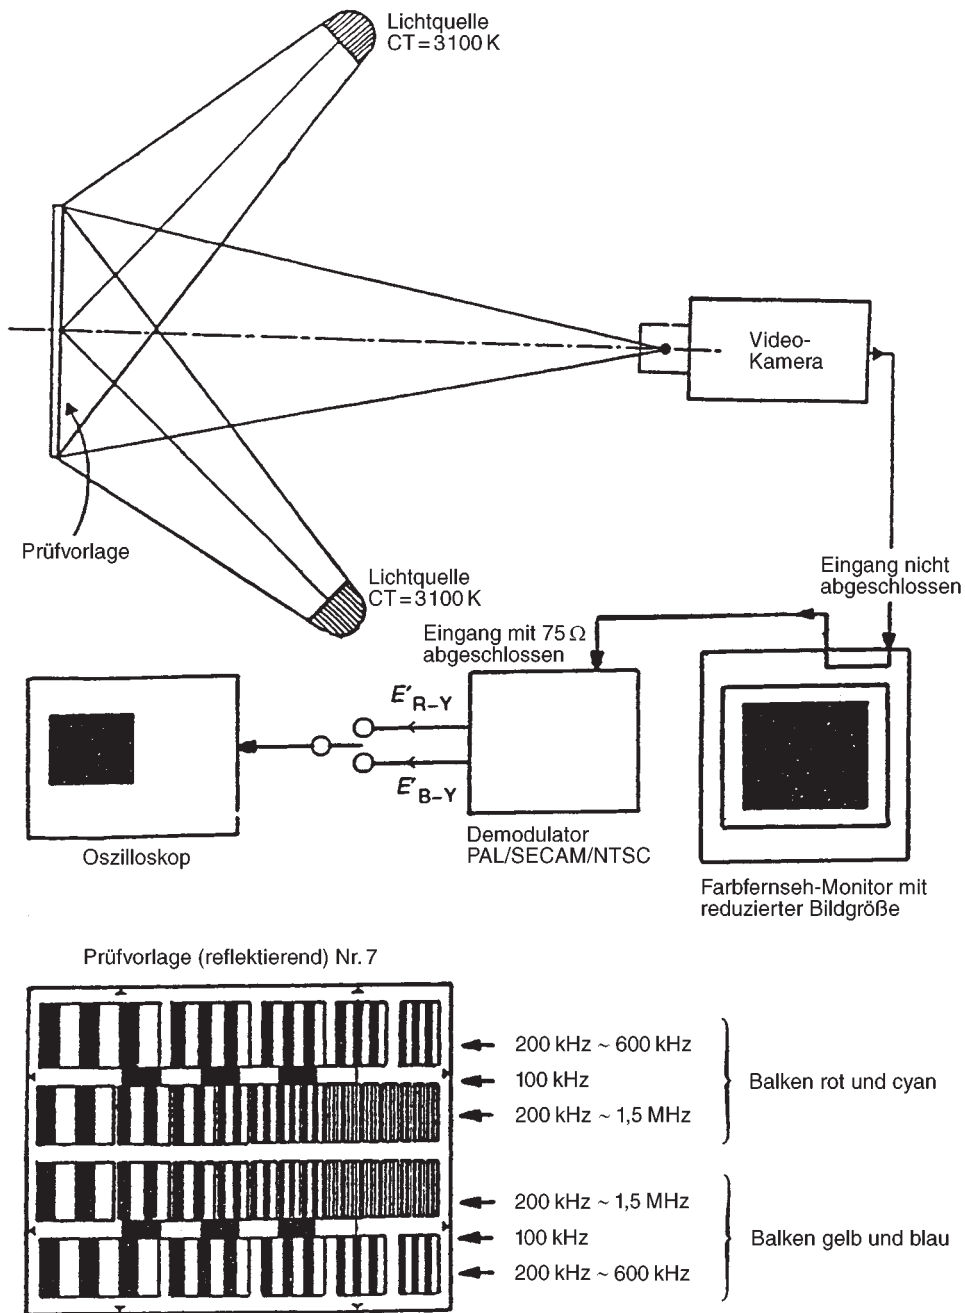 Lichtquelle
CT = 3100 K
Video-
Kamera
Prüfvorlage
Eingang nicht
abgeschlossen
Lichtquelle
CT = 3100 K
Eingang mit 75 Ω
abgeschlossen
E′R–Y
E′B–Y
Oszilloskop
Demodulator
PAL/SECAM/NTSC
Farbfernseh-Monitor mit
reduzierter Bildgröße
Prüfvorlage (reflektierend) Nr. 7
200 kHz ~ 600 kHz
100 kHz
200 kHz ~ 1,5 MHz
Balken rot und cyan
200 kHz ~ 1,5 MHz
100 kHz
200 kHz ~ 600 kHz
Balken gelb und blau